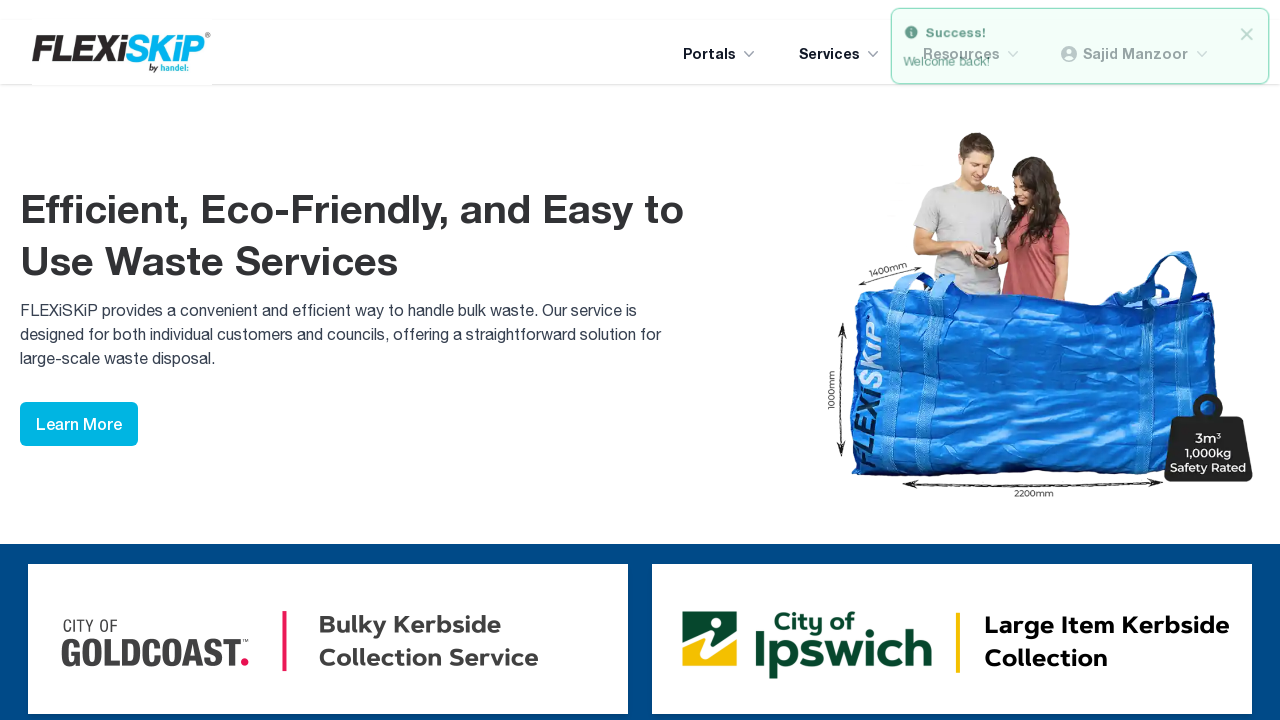 FLEXiSKiP®
by handel:
Portals
Services
Resources
Sajid Manzoor
Success!
Welcome back!
Efficient, Eco-Friendly, and Easy to
Use Waste Services
FLEXiSKiP provides a convenient and efficient way to handle bulk waste. Our service is
designed for both individual customers and councils, offering a straightforward solution for
large-scale waste disposal.
Learn More
1400mm
1000mm
FLEXiSKiP
3m³
1,000kg
Safety Rated
2200mm
CITY OF
GOLDCOAST.™
Bulky Kerbside
Collection Service
City of
Ipswich
Large Item Kerbside
Collection